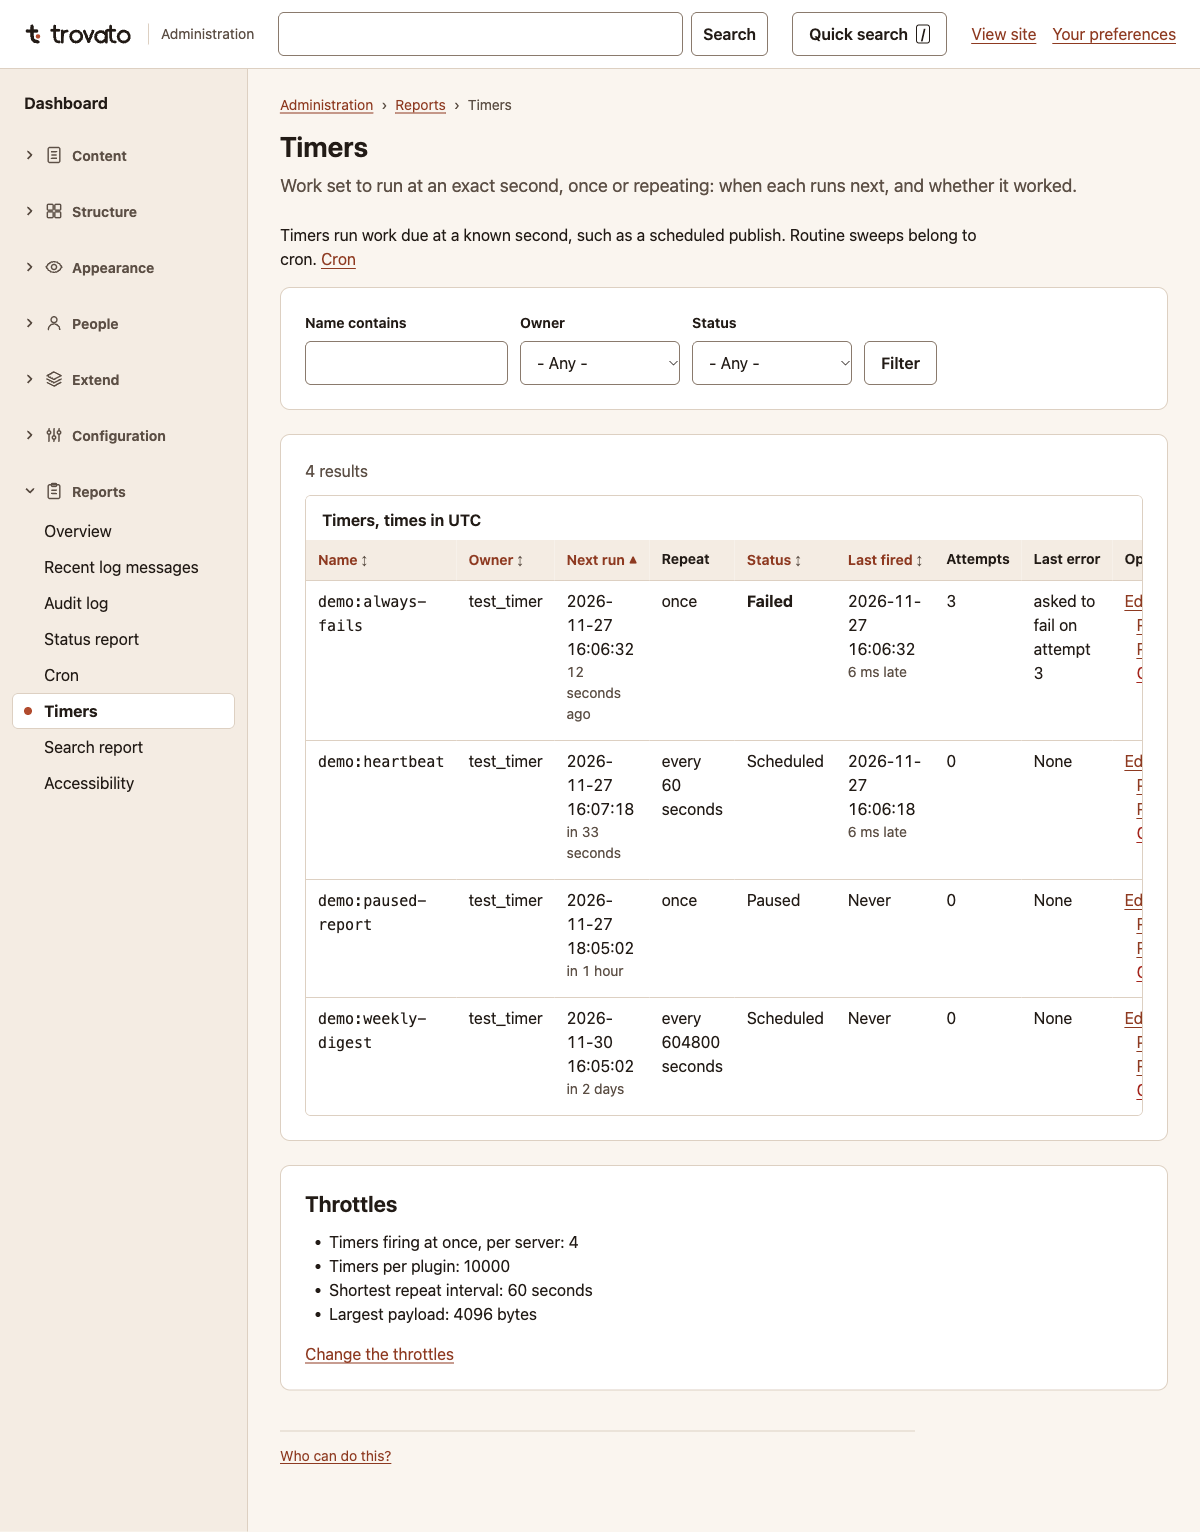 trovato
Administration
Search
Quick search /
View site
Your preferences
Dashboard
Content
Structure
Appearance
People
Extend
Configuration
Reports
Overview
Recent log messages
Audit log
Status report
Cron
Timers
Search report
Accessibility
Administration › Reports › Timers
Timers
Work set to run at an exact second, once or repeating: when each runs next, and whether it worked.
Timers run work due at a known second, such as a scheduled publish. Routine sweeps belong to
cron. Cron
Name contains
Owner
Status
- Any -
- Any -
Filter
4 results
Timers, times in UTC
Name ↕ Owner ↕ Next run ▲ Repeat Status ↕ Last fired ↕ Attempts Last error
demo:always-
fails
test_timer
2026-
11-27
16:06:32
12
seconds
ago
once
Failed
2026-11-
27
16:06:32
6 ms late
3
asked to
fail on
attempt
3
demo:heartbeat
test_timer
2026-
11-27
16:07:18
in 33
seconds
every
60
seconds
Scheduled
2026-11-
27
16:06:18
6 ms late
0
None
demo:paused-
report
test_timer
2026-
11-27
18:05:02
in 1 hour
once
Paused
Never
0
None
demo:weekly-
digest
test_timer
2026-
11-30
16:05:02
in 2 days
every
604800
seconds
Scheduled
Never
0
None
Throttles
• Timers firing at once, per server: 4
• Timers per plugin: 10000
• Shortest repeat interval: 60 seconds
• Largest payload: 4096 bytes
Change the throttles
Who can do this?